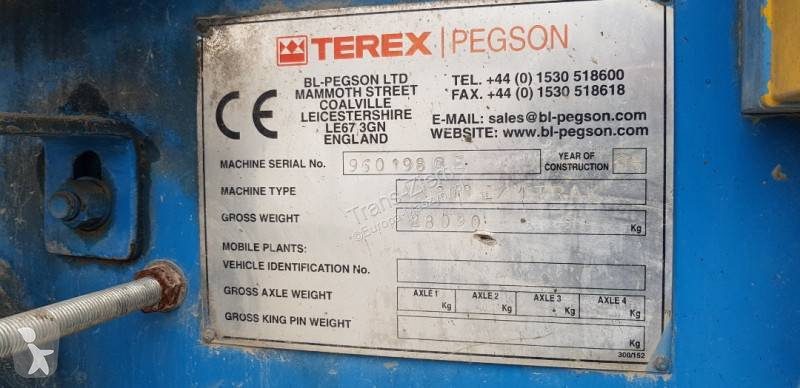 TEREX | PEGSON
BL-PEGSON LTD
MAMMOTH STREET
COALVILLE
LEICESTERSHIRE
LE67 3GN
ENGLAND
TEL. +44 (0) 1530 518600
FAX. +44 (0) 1530 518618
E-MAIL: sales@bl-pegson.com
WEBSITE: www.bl-pegson.com
CE
MACHINE SERIAL No.
YEAR OF CONSTRUCTION
MACHINE TYPE
GROSS WEIGHT 28090 Kg
MOBILE PLANTS:
VEHICLE IDENTIFICATION No.
GROSS AXLE WEIGHT AXLE 1 Kg AXLE 2 Kg AXLE 3 Kg AXLE 4 Kg
GROSS KING PIN WEIGHT Kg
300/152